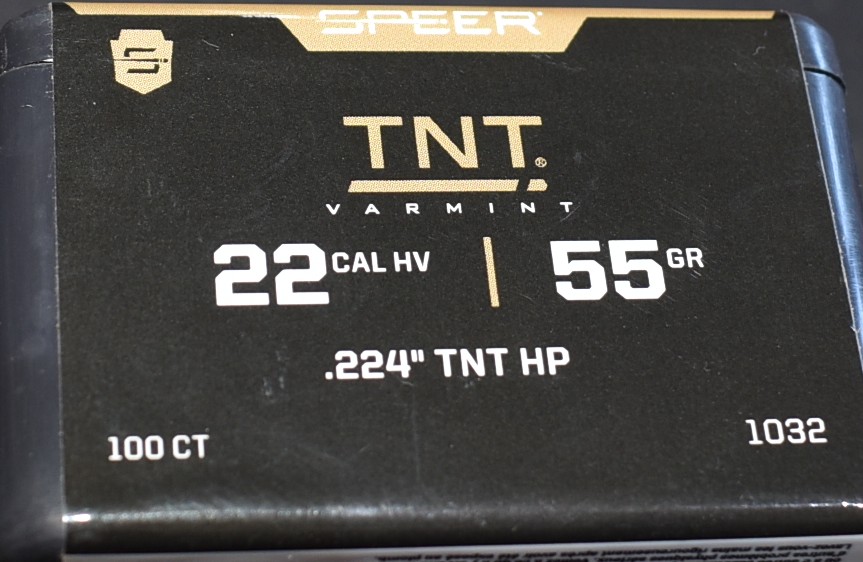 SPEER®
S
TNT®
VARMINT
22 CAL HV | 55 GR
.224" TNT HP
100 CT
1032